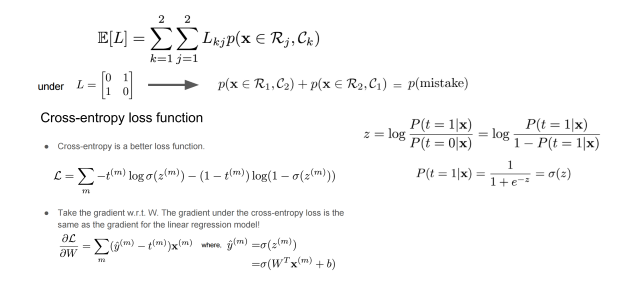 $\mathbb{E}[L] = \sum_{k=1}^{2} \sum_{j=1}^{2} L_{kj} p(\mathbf{x} \in \mathcal{R}_j, \mathcal{C}_k)$
under $L = \begin{bmatrix} 0 & 1 \\ 1 & 0 \end{bmatrix}$ ⟶ $p(\mathbf{x} \in \mathcal{R}_1, \mathcal{C}_2) + p(\mathbf{x} \in \mathcal{R}_2, \mathcal{C}_1) = p(\text{mistake})$
Cross-entropy loss function
• Cross-entropy is a better loss function.
$\mathcal{L} = \sum_{m} -t^{(m)} \log \sigma(z^{(m)}) - (1 - t^{(m)}) \log(1 - \sigma(z^{(m)}))$
• Take the gradient w.r.t. W. The gradient under the cross-entropy loss is the
same as the gradient for the linear regression model!
$\frac{\partial \mathcal{L}}{\partial W} = \sum_{m} (\hat{y}^{(m)} - t^{(m)}) \mathbf{x}^{(m)}$ where, $\hat{y}^{(m)} = \sigma(z^{(m)})$
$= \sigma(W^T \mathbf{x}^{(m)} + b)$
$z = \log \frac{P(t = 1|\mathbf{x})}{P(t = 0|\mathbf{x})} = \log \frac{P(t = 1|\mathbf{x})}{1 - P(t = 1|\mathbf{x})}$
$P(t = 1|\mathbf{x}) = \frac{1}{1 + e^{-z}} = \sigma(z)$